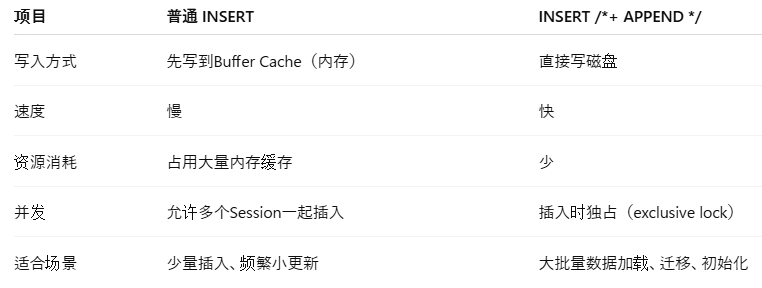 项目 普通 INSERT INSERT /*+ APPEND */
写入方式 先写到Buffer Cache（内存） 直接写磁盘
速度 慢 快
资源消耗 占用大量内存缓存 少
并发 允许多个Session一起插入 插入时独占（exclusive lock）
适合场景 少量插入、频繁小更新 大批量数据加载、迁移、初始化